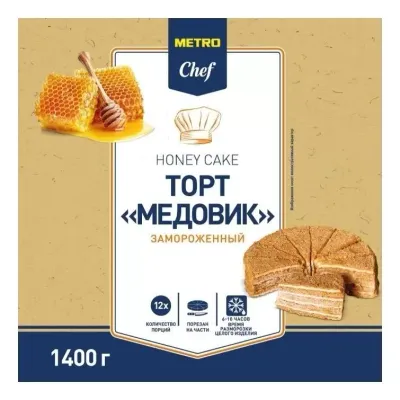 METRO
Chef
HONEY CAKE
ТОРТ
«МЕДОВИК»
ЗАМОРОЖЕННЫЙ
12х
КОЛИЧЕСТВО
ПОРЦИЙ
ПОРЕЗАН
НА ЧАСТИ
6-10 ЧАСОВ
ВРЕМЯ
РАЗМОРОЗКИ
ЦЕЛОГО ИЗДЕЛИЯ
1400 г